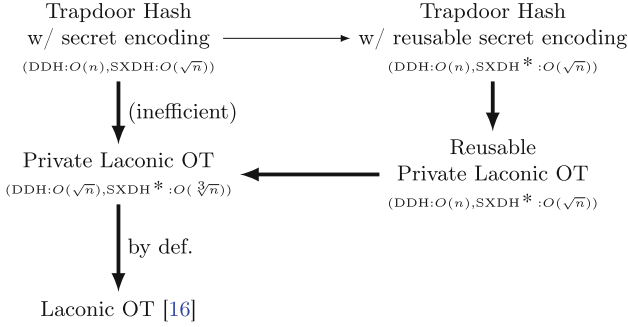 Trapdoor Hash
w/ secret encoding
(DDH:O(n),SXDH:O(√n))
Trapdoor Hash
w/ reusable secret encoding
(DDH:O(n),SXDH*:O(√n))
(inefficient)
Private Laconic OT
(DDH:O(√n),SXDH*:O(∛n))
Reusable
Private Laconic OT
(DDH:O(n),SXDH*:O(√n))
by def.
Laconic OT [16]